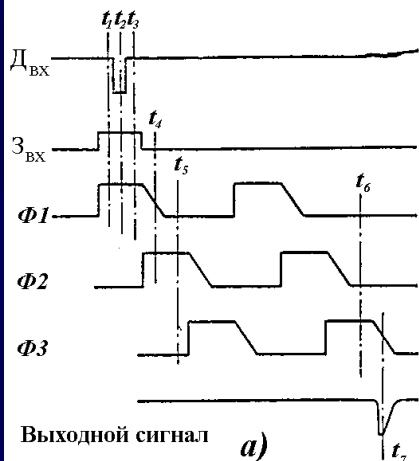 t1 t2 t3
Двх
Звх
t4
t5
t6
Ф1
Ф2
Ф3
Выходной сигнал а)
t7